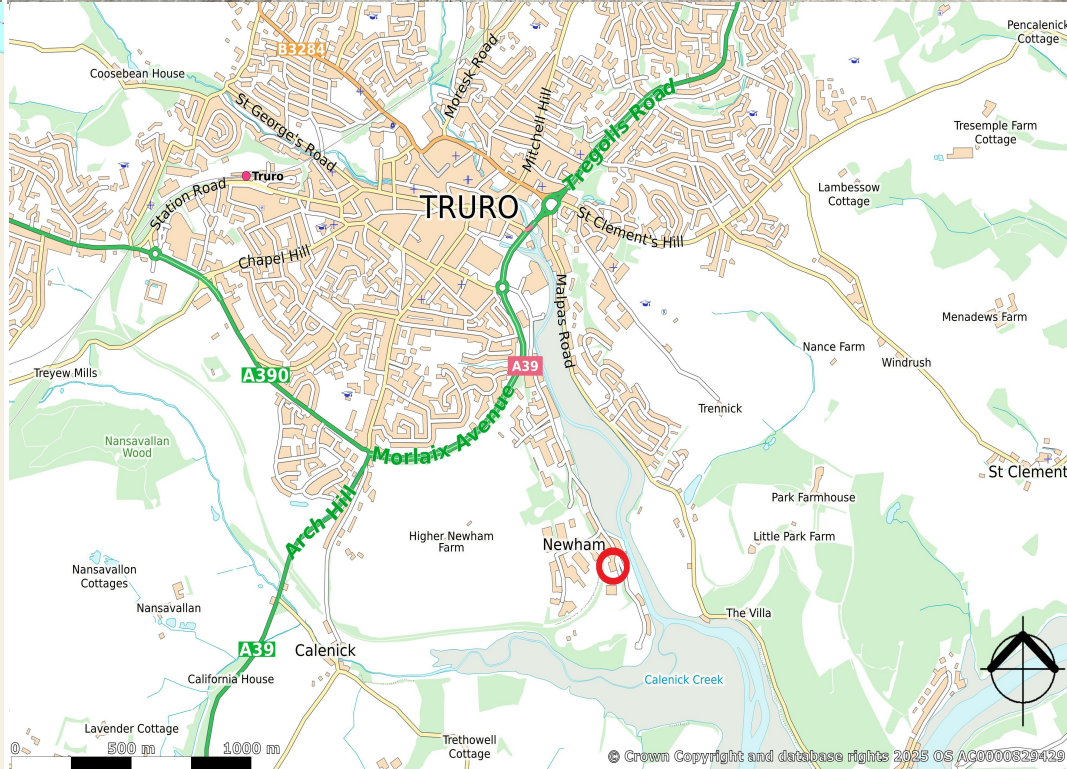 Pencalenick
Cottage
B3284
Moresk Road
Coosebean House
Tregolls Road
Mitchell Hill
St George's Road
Tresemple Farm
Cottage
Truro
Station Road
Lambessow
Cottage
TRURO
St Clement's Hill
Chapel Hill
Malpas Road
Menadews Farm
Nance Farm
Windrush
A39
Treyew Mills
A390
Trennick
Morlaix Avenue
Nansavallan
Wood
St Clement
Park Farmhouse
Arch Hill
Higher Newham
Farm
Newham
Little Park Farm
Nansavallon
Cottages
Nansavallan
The Villa
A39
Calenick
California House
Calenick Creek
Lavender Cottage
Trethowell
Cottage
0 500 m 1000 m
© Crown Copyright and database rights 2025 OS AC0000829429